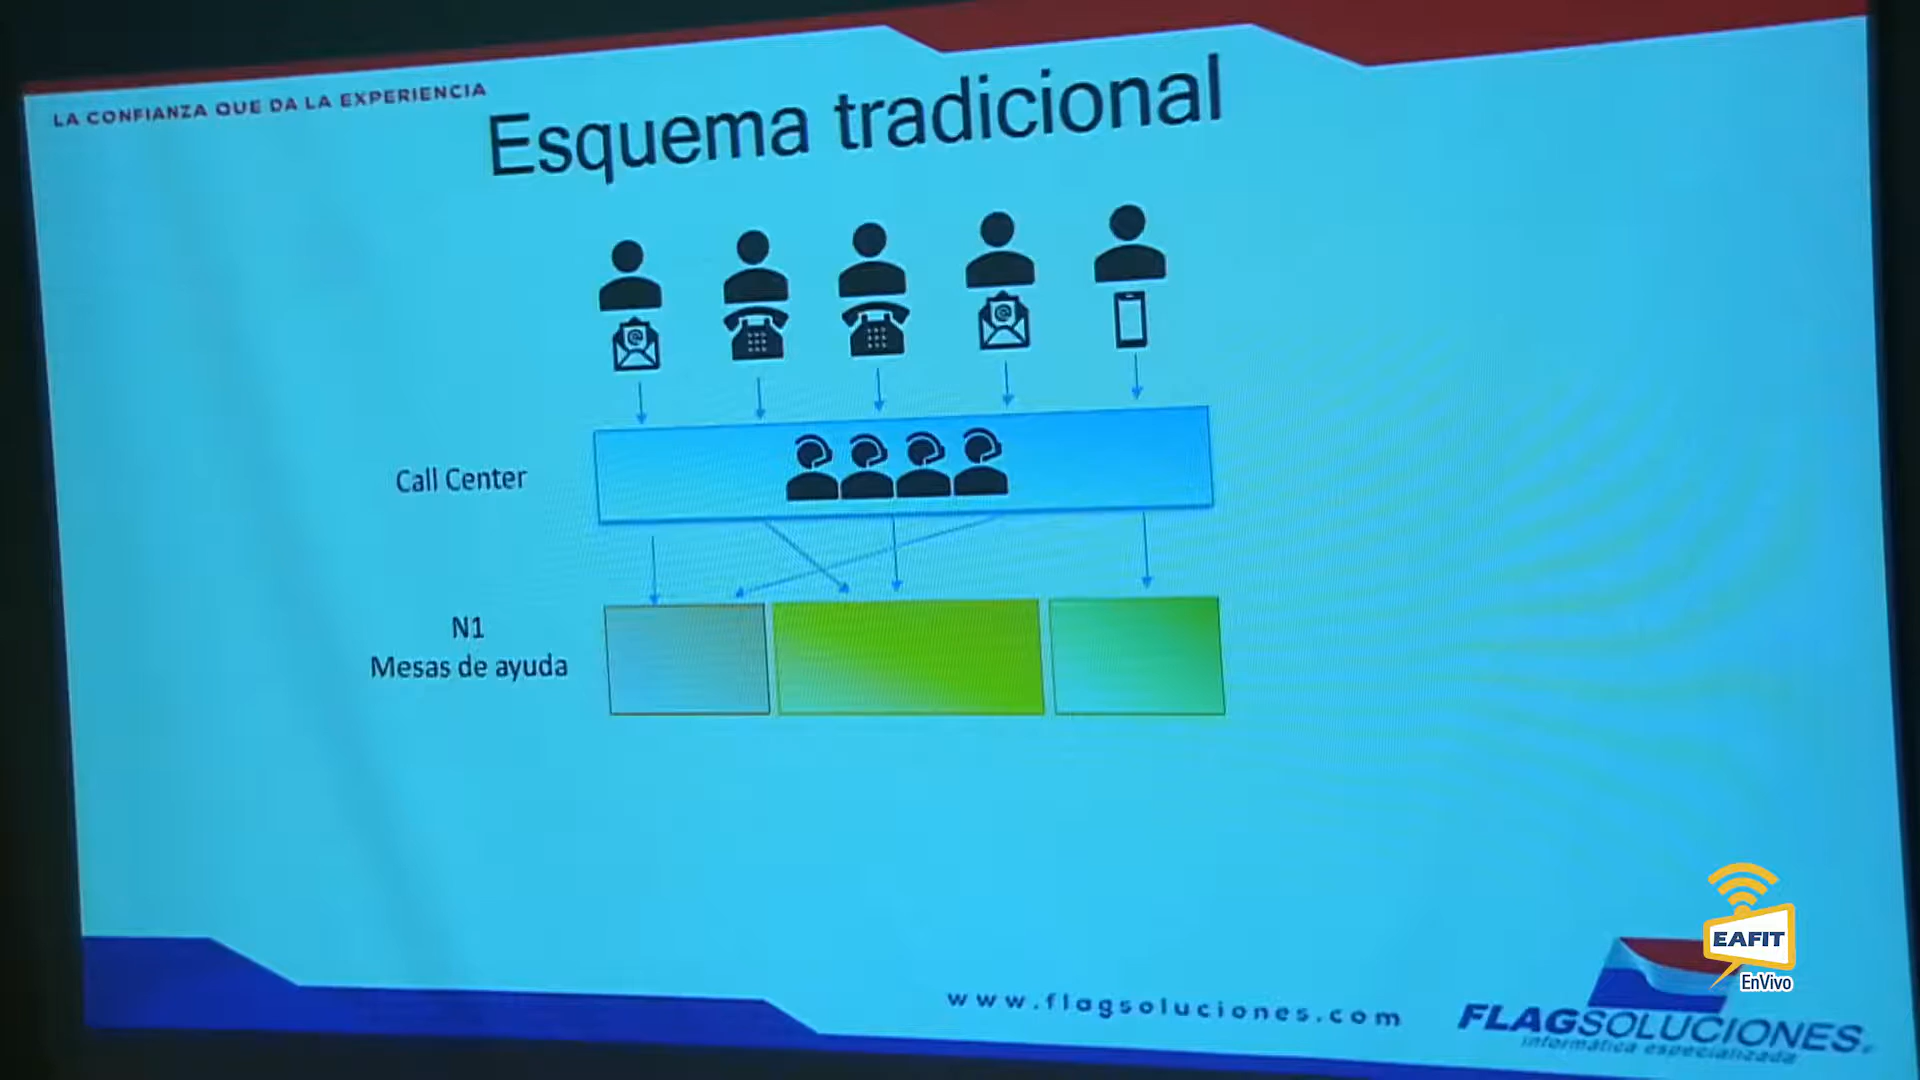 LA CONFIANZA QUE DA LA EXPERIENCIA
Esquema tradicional
@
@
Call Center
N1
Mesas de ayuda
www.flagsoluciones.com
FLAGSOLUCIONES
informática especializada
EAFIT
EnVivo